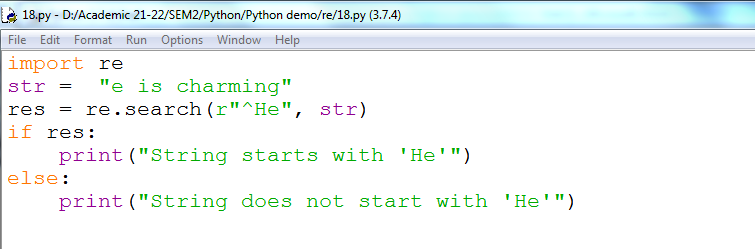 18.py - D:/Academic 21-22/SEM2/Python/Python demo/re/18.py (3.7.4)
File Edit Format Run Options Window Help
import re
str =  "e is charming"
res = re.search(r"^He", str)
if res:
    print("String starts with 'He'")
else:
    print("String does not start with 'He'")